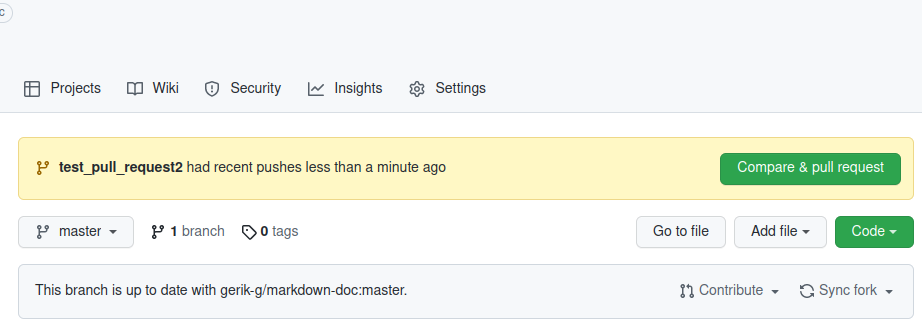 c
Projects Wiki Security Insights Settings
test_pull_request2 had recent pushes less than a minute ago Compare & pull request
master 1 branch 0 tags Go to file Add file Code
This branch is up to date with gerik-g/markdown-doc:master. Contribute Sync fork